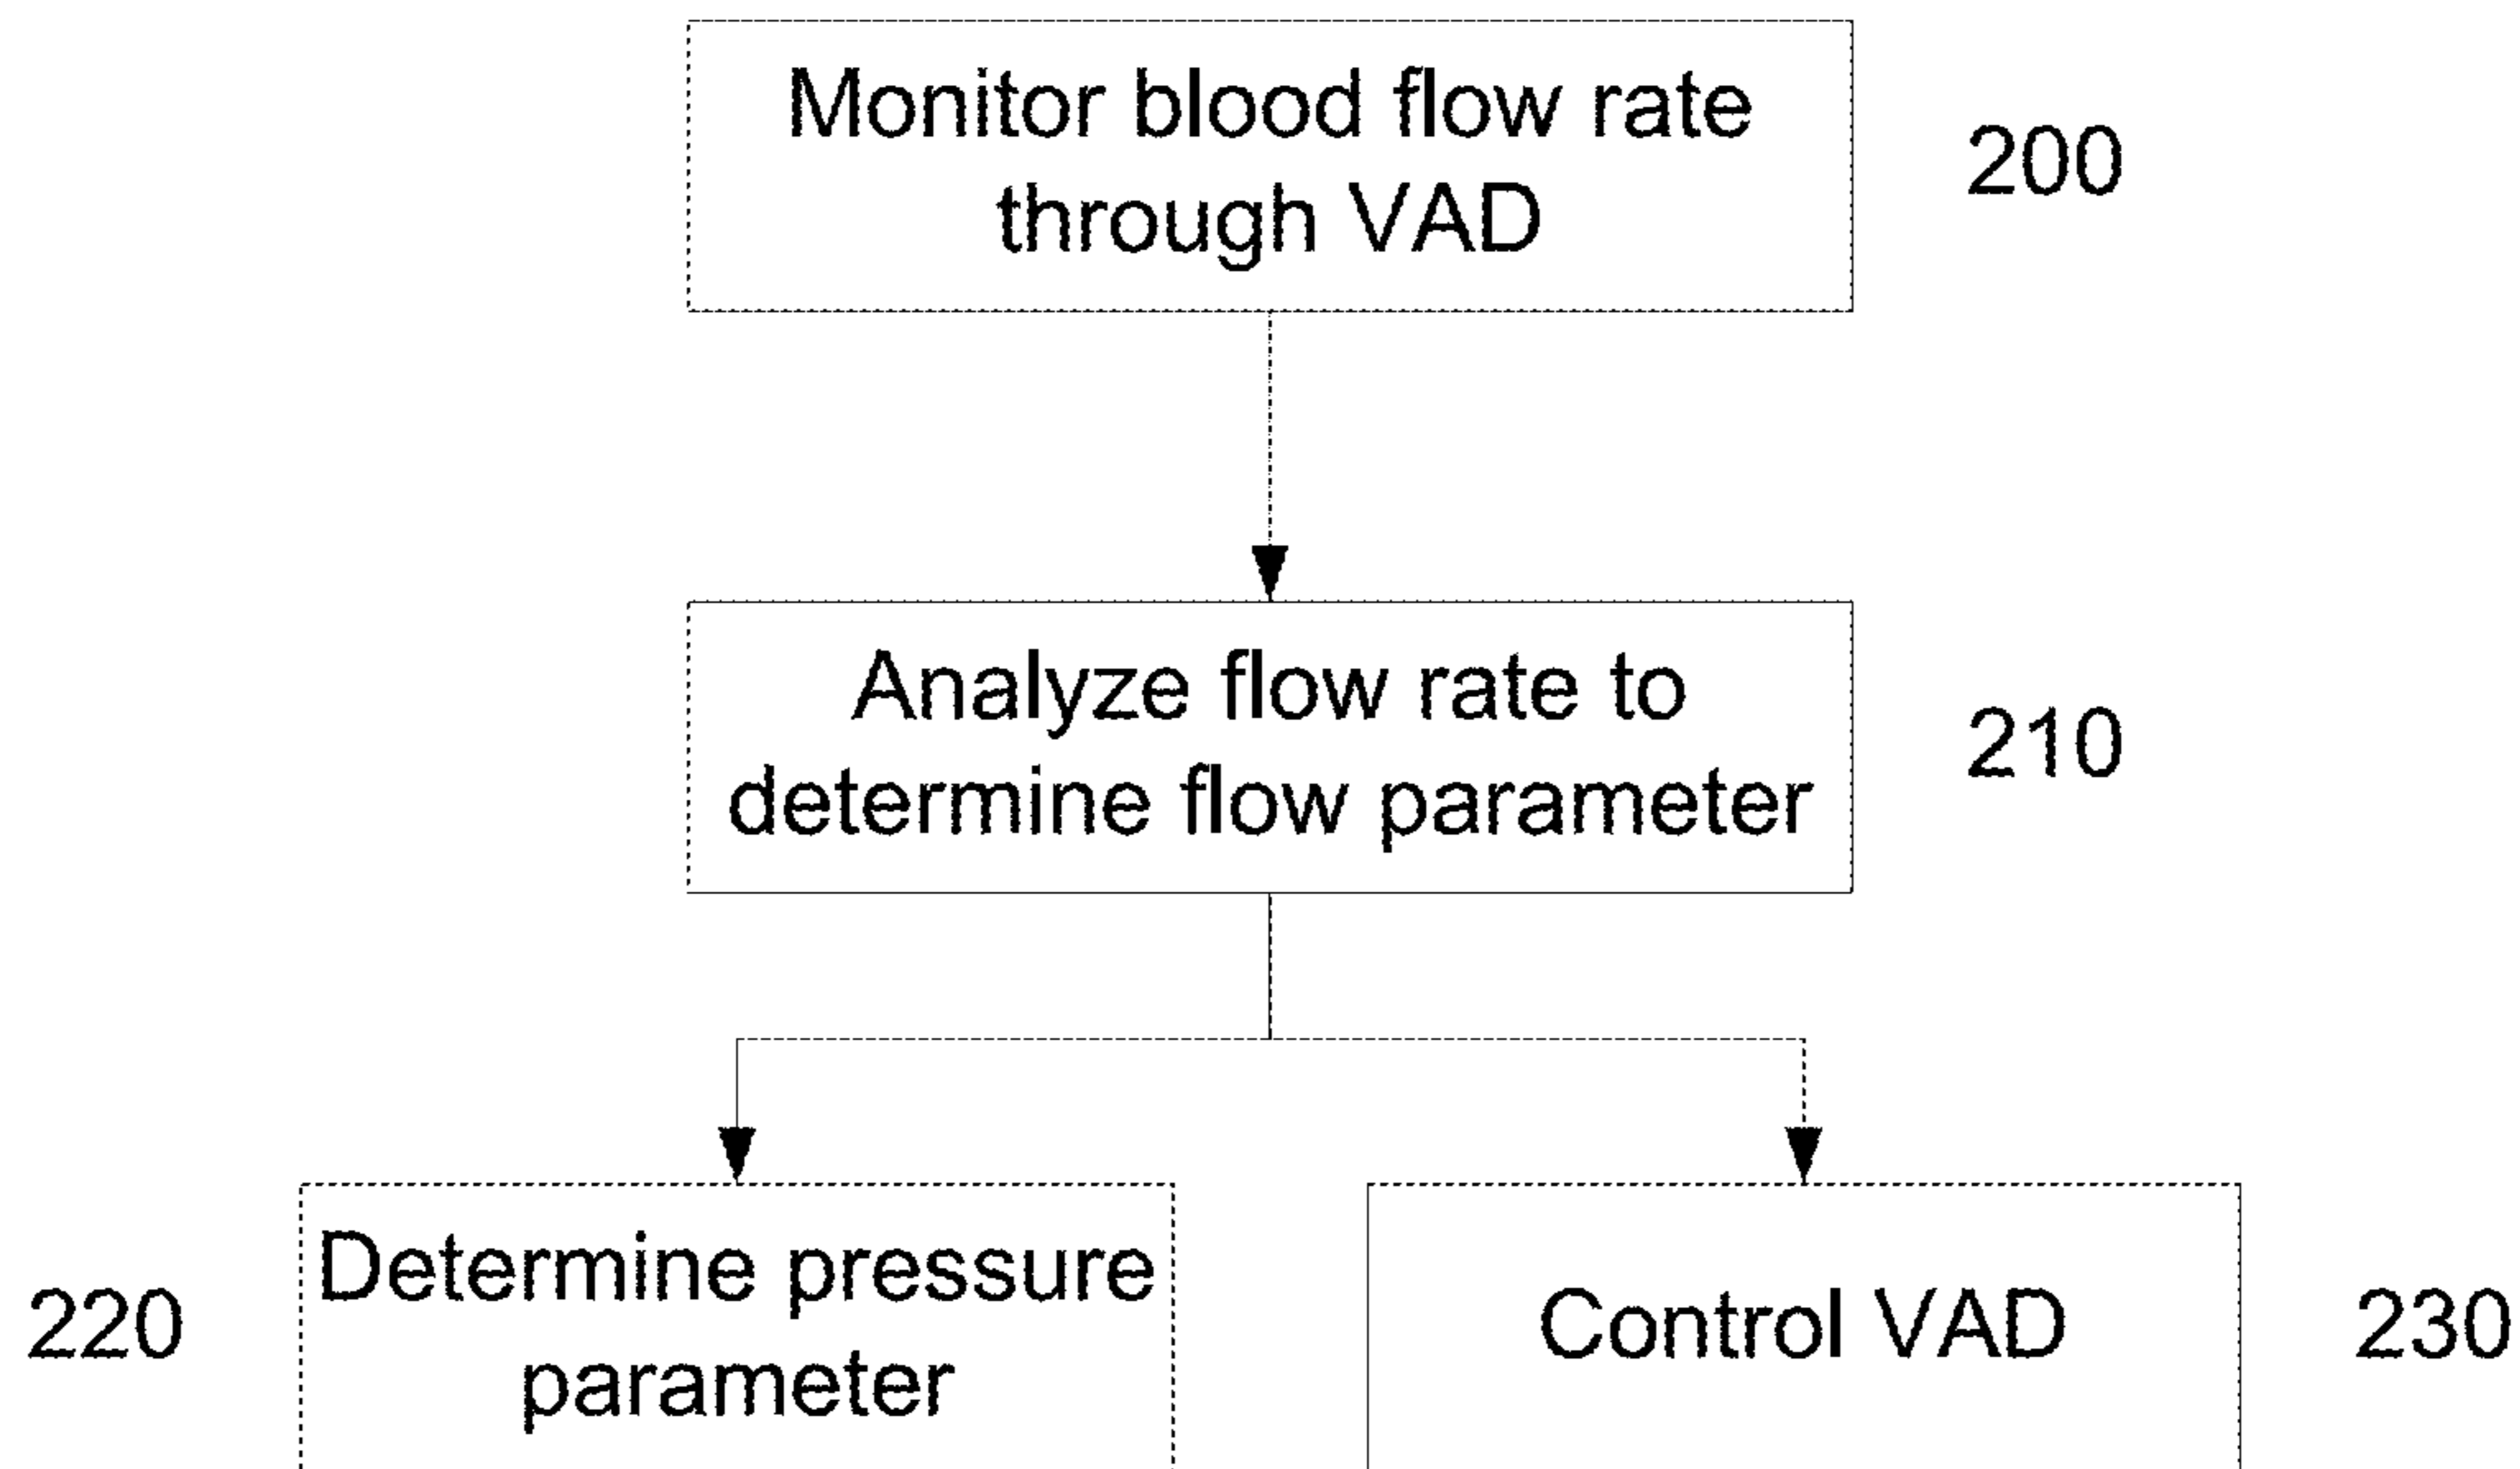 Monitor blood flow rate
through VAD
200
Analyze flow rate to
determine flow parameter
210
220
Determine pressure
parameter
Control VAD
230